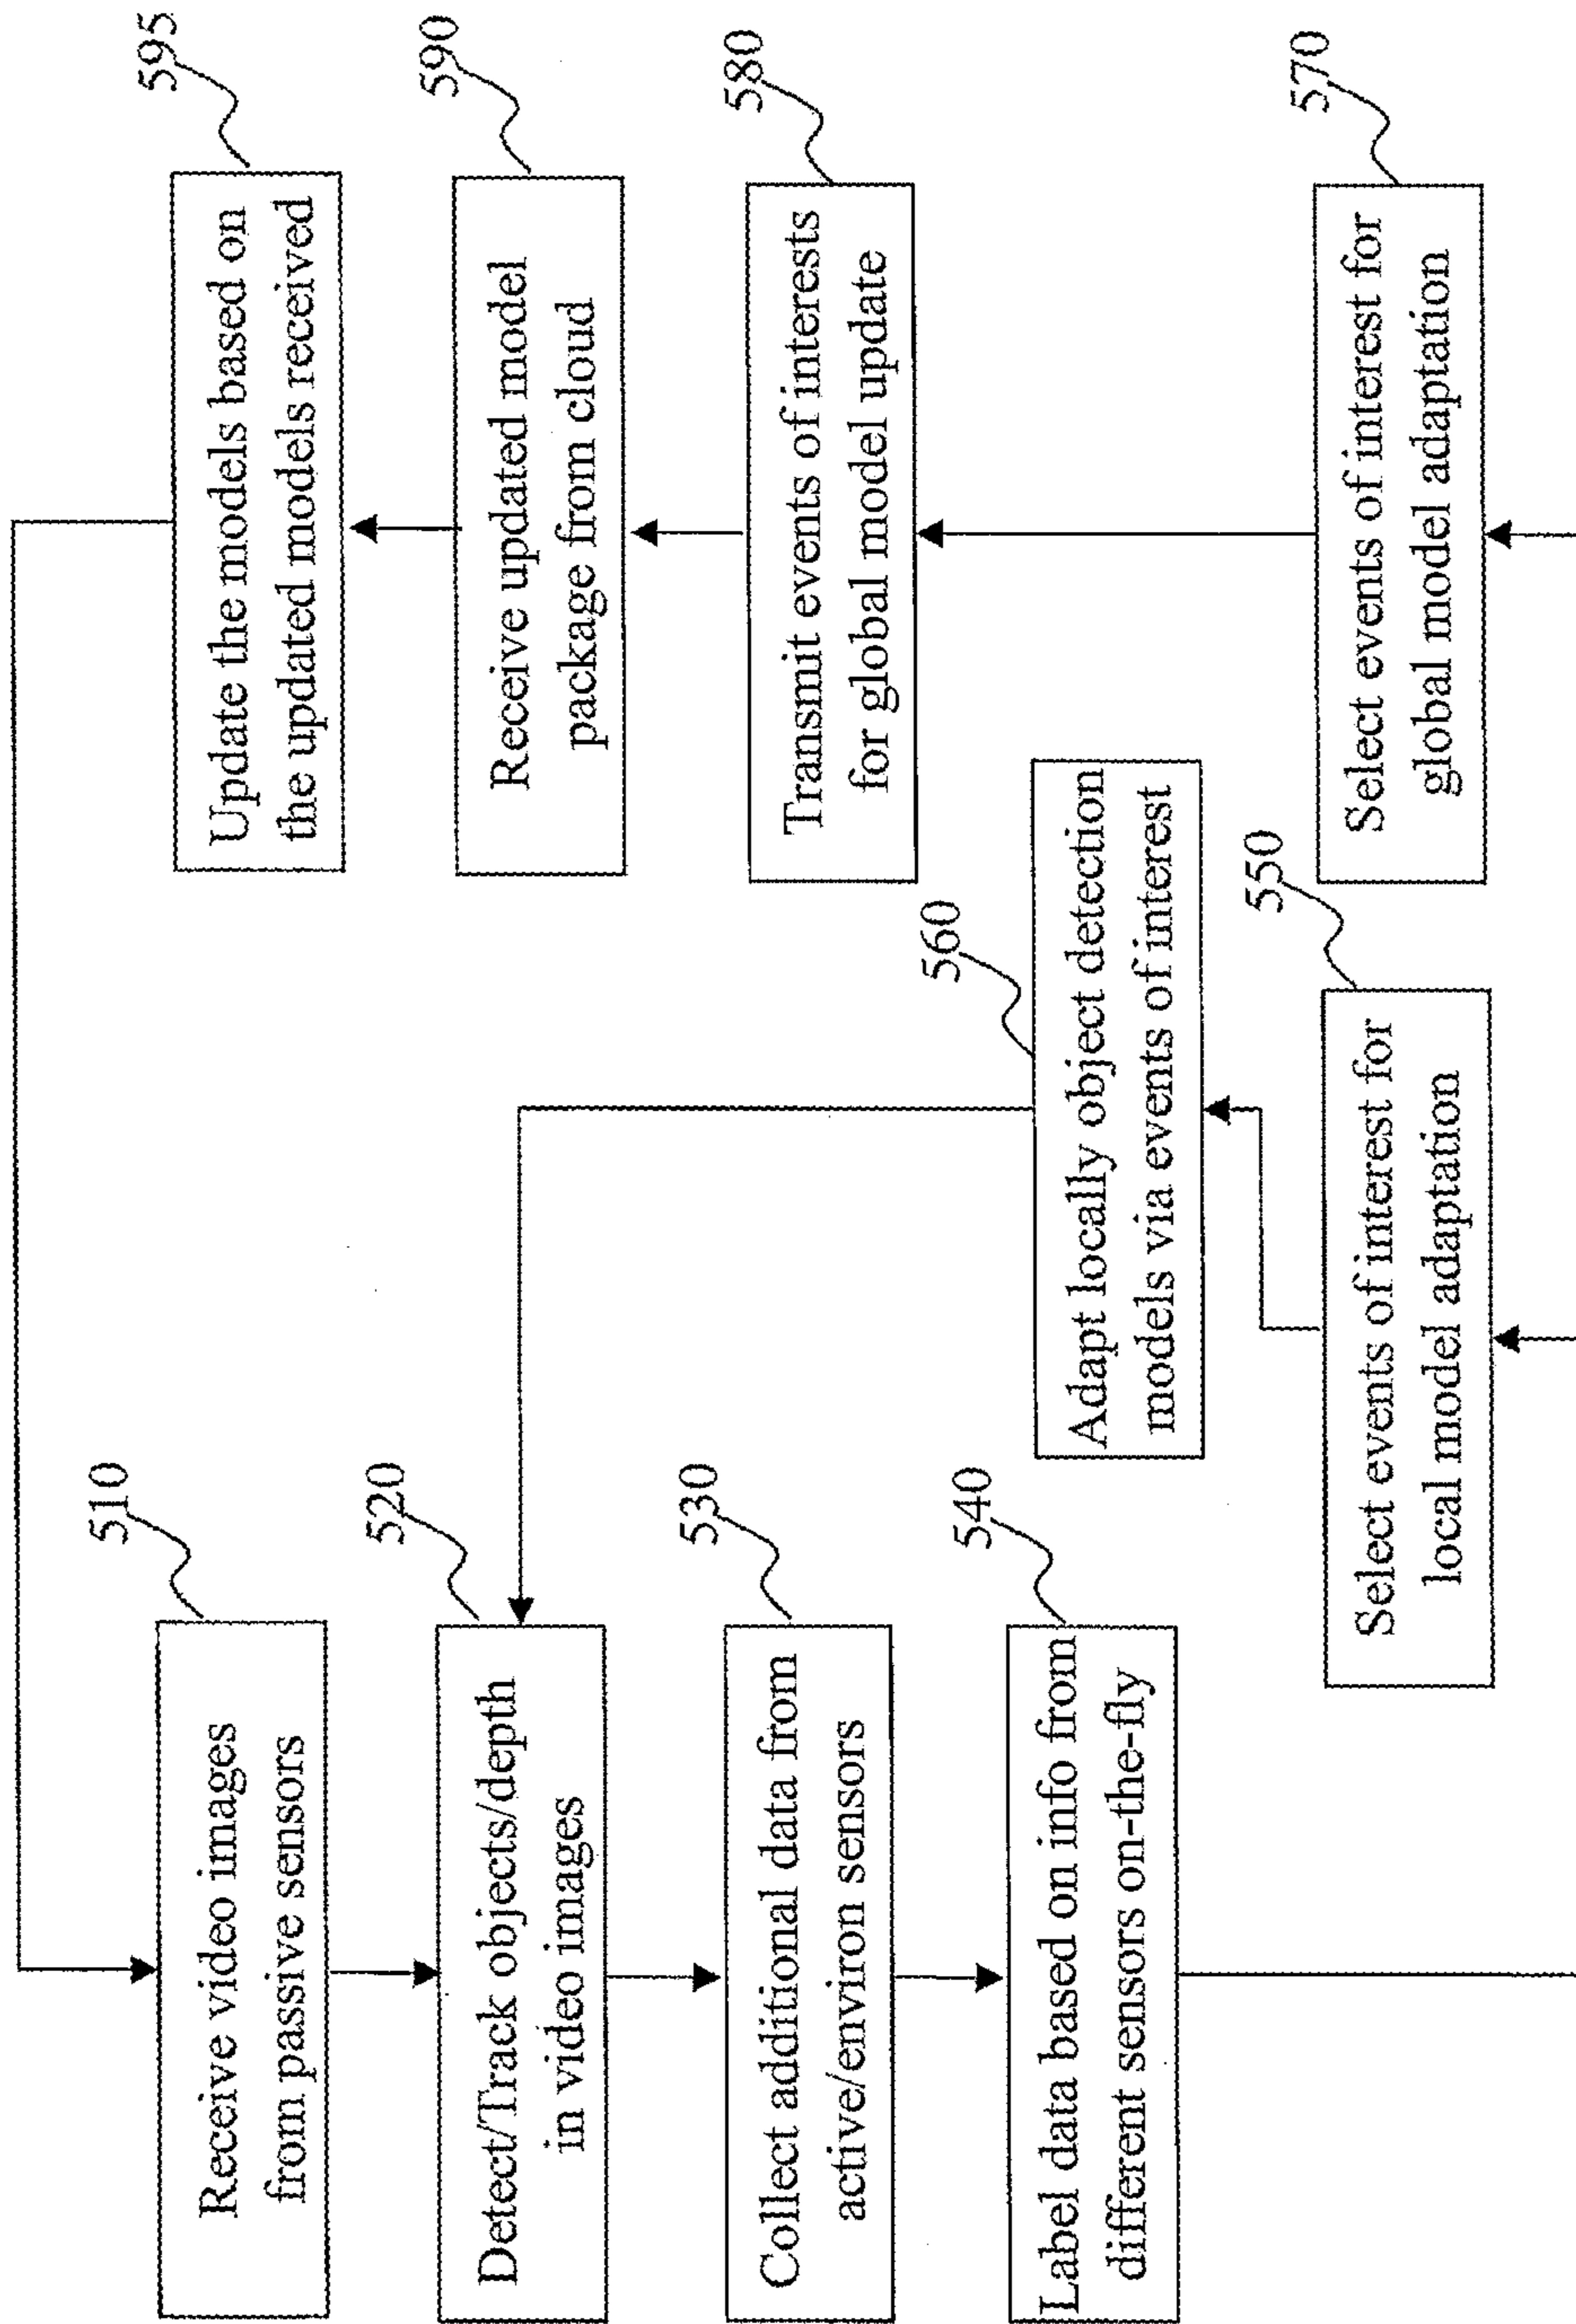 510
Receive video images
from passive sensors
520
Detect/Track objects/depth
in video images
530
Collect additional data from
active/environ sensors
540
Label data based on info from
different sensors on-the-fly
550
Select events of interest for
local model adaptation
560
Adapt locally object detection
models via events of interest
570
Select events of interest for
global model adaptation
580
Transmit events of interests
for global model update
590
Receive updated model
package from cloud
595
Update the models based on
the updated models received